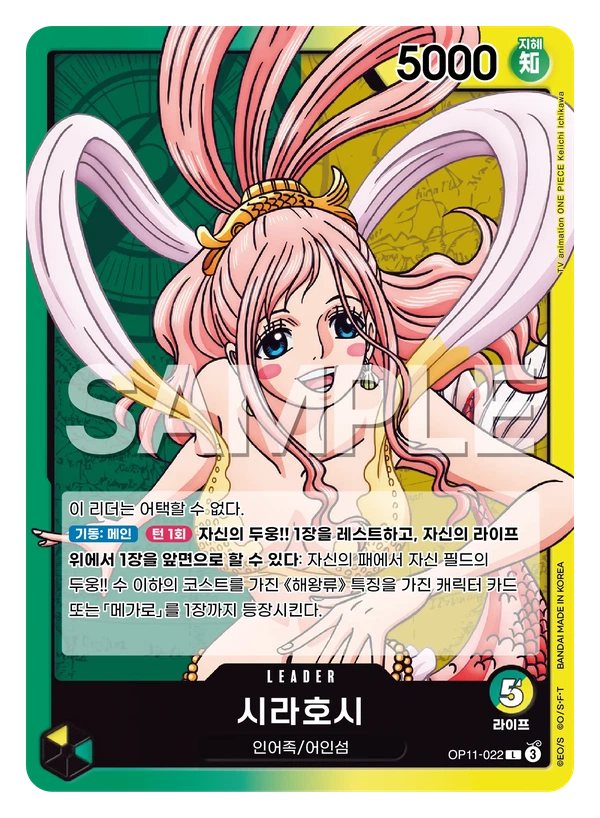 5000
지혜
知
TV animation ONE PIECE Keiichi Ichikawa
SAMPLE
이 리더는 어택할 수 없다.
기동: 메인 턴 1회 자신의 두웅!! 1장을 레스트하고, 자신의 라이프
위에서 1장을 앞면으로 할 수 있다: 자신의 패에서 자신 필드의
두웅!! 수 이하의 코스트를 가진 《해왕류》 특징을 가진 캐릭터 카드
또는 「메가로」를 1장까지 등장시킨다.
©EO/S ©O/S·F·T BANDAI MADE IN KOREA
LEADER
5
시라호시
라이프
인어족/어인섬
OP11-022 L 3